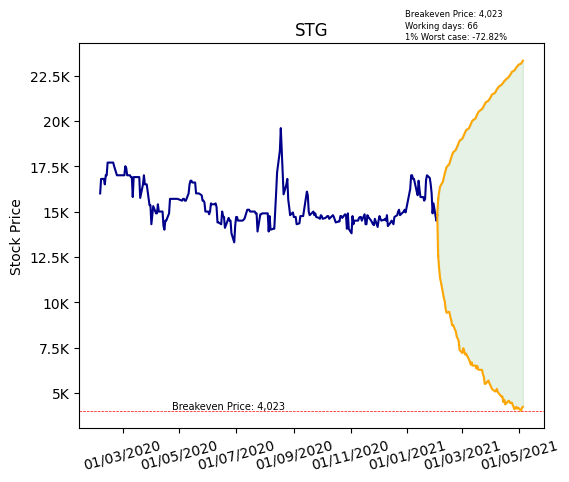 Breakeven Price: 4,023
Working days: 66
1% Worst case: -72.82%
STG
Stock Price
22.5K
20K
17.5K
15K
12.5K
10K
7.5K
5K
Breakeven Price: 4,023
01/03/2020
01/05/2020
01/07/2020
01/09/2020
01/11/2020
01/01/2021
01/03/2021
01/05/2021